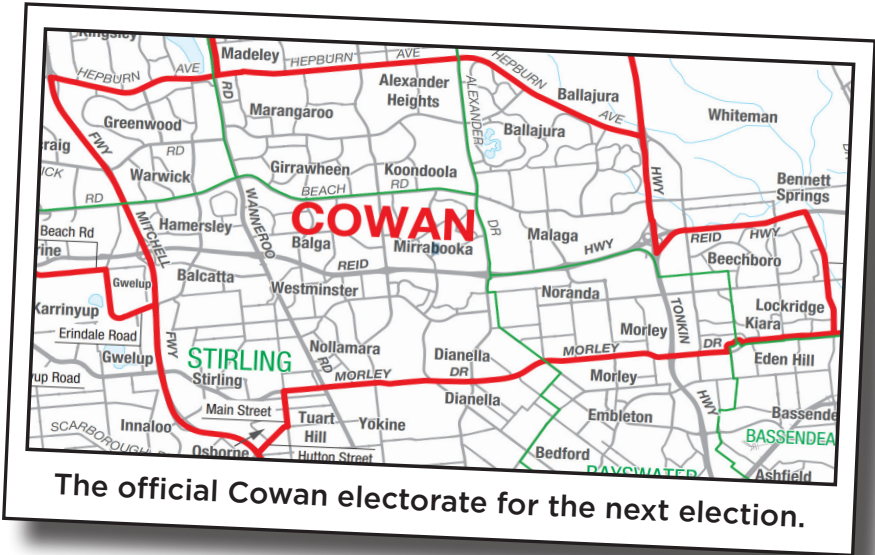 Kingsley
Madeley
HEPBURN AVE
HEPBURN AVE
HEPBURN AVE
RD
Alexander
Heights
ALEXANDER
DR
Ballajura
Ballajura
Whiteman
Marangaroo
Greenwood
FWY
RD
HWY
Warwick
Girrawheen
Koondoola
BEACH RD
RD
Bennett
Springs
WANNEROO
RD
COWAN
Beach Rd
MITCHELL
FWY
Hamersley
Balga
Mirrabooka
Malaga
REID HWY
REID HWY
Beechboro
Gwelup
Balcatta
Westminster
Noranda
TONKIN
HWY
Lockridge
Kiara
Karrinyup
Erindale Road
Gwelup
STIRLING
Stirling
Nollamara
Dianella
MORLEY DR
MORLEY DR
Morley
Eden Hill
Morley
Main Street
Dianella
Innaloo
Tuart
Hill
Yokine
Embleton
SCARBOROUGH
Osborne
Hutton Street
Bedford
BAYSWATER
BASSENDEA
Bassende
Ashfield
The official Cowan electorate for the next election.